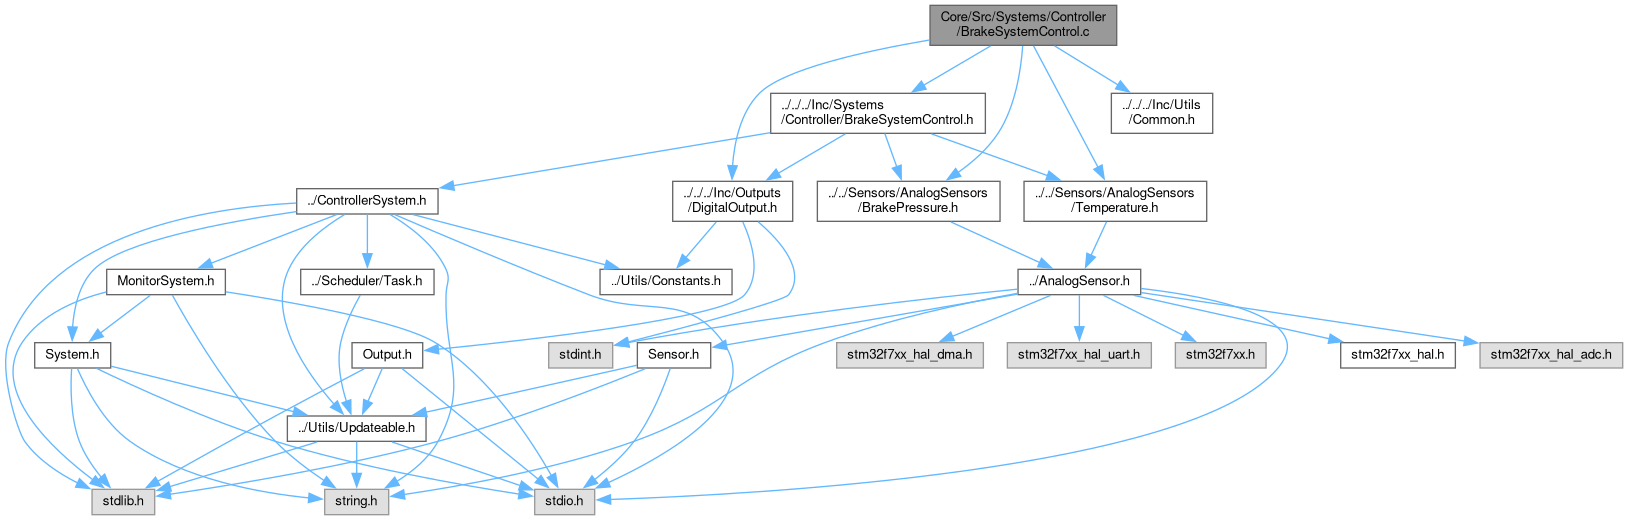 Core/Src/Systems/Controller
/BrakeSystemControl.c
../../../Inc/Systems
/Controller/BrakeSystemControl.h
../../../Inc/Utils
/Common.h
../ControllerSystem.h
../../../Inc/Outputs
/DigitalOutput.h
../../Sensors/AnalogSensors
/BrakePressure.h
../../Sensors/AnalogSensors
/Temperature.h
MonitorSystem.h
../Scheduler/Task.h
../Utils/Constants.h
../AnalogSensor.h
System.h
Output.h
stdint.h
Sensor.h
stm32f7xx_hal_dma.h
stm32f7xx_hal_uart.h
stm32f7xx.h
stm32f7xx_hal.h
stm32f7xx_hal_adc.h
../Utils/Updateable.h
stdlib.h
string.h
stdio.h